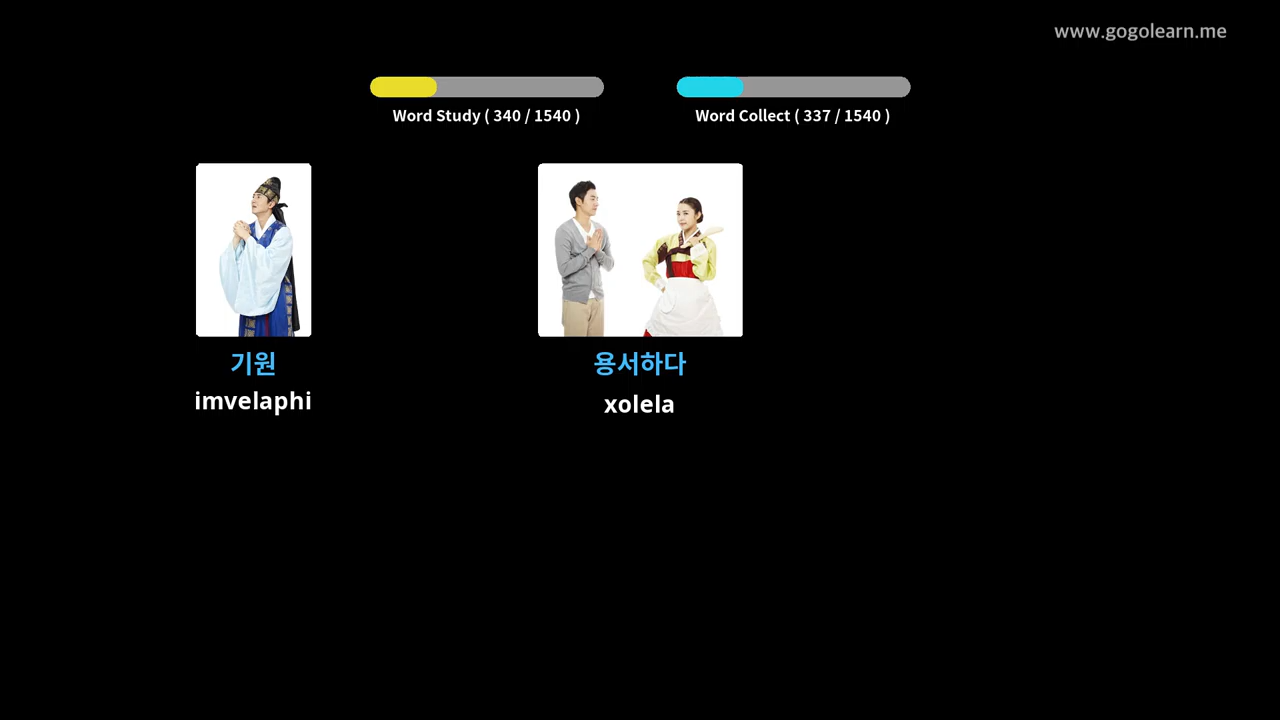 www.gogolearn.me
Word Study ( 340 / 1540 )
Word Collect ( 337 / 1540 )
기원
imvelaphi
용서하다
xolela